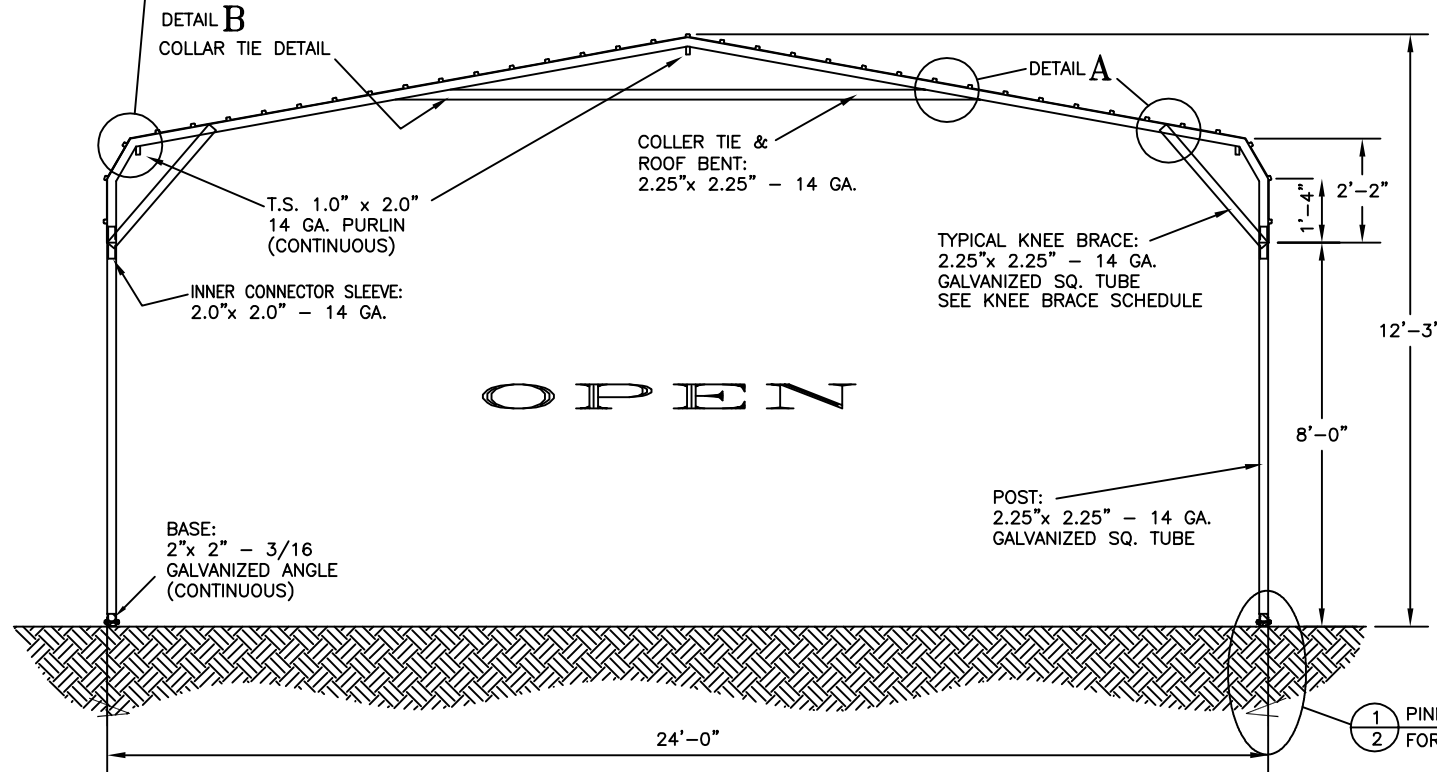 DETAIL B
COLLAR TIE DETAIL
DETAIL A
COLLER TIE &
ROOF BENT:
2.25"x 2.25" – 14 GA.
T.S. 1.0" x 2.0"
14 GA. PURLIN
(CONTINUOUS)
INNER CONNECTOR SLEEVE:
2.0"x 2.0" – 14 GA.
TYPICAL KNEE BRACE:
2.25"x 2.25" – 14 GA.
GALVANIZED SQ. TUBE
SEE KNEE BRACE SCHEDULE
1'-4"
2'-2"
12'-3"
OPEN
8'-0"
POST:
2.25"x 2.25" – 14 GA.
GALVANIZED SQ. TUBE
BASE:
2"x 2" – 3/16
GALVANIZED ANGLE
(CONTINUOUS)
24'-0"
1
2
FOR